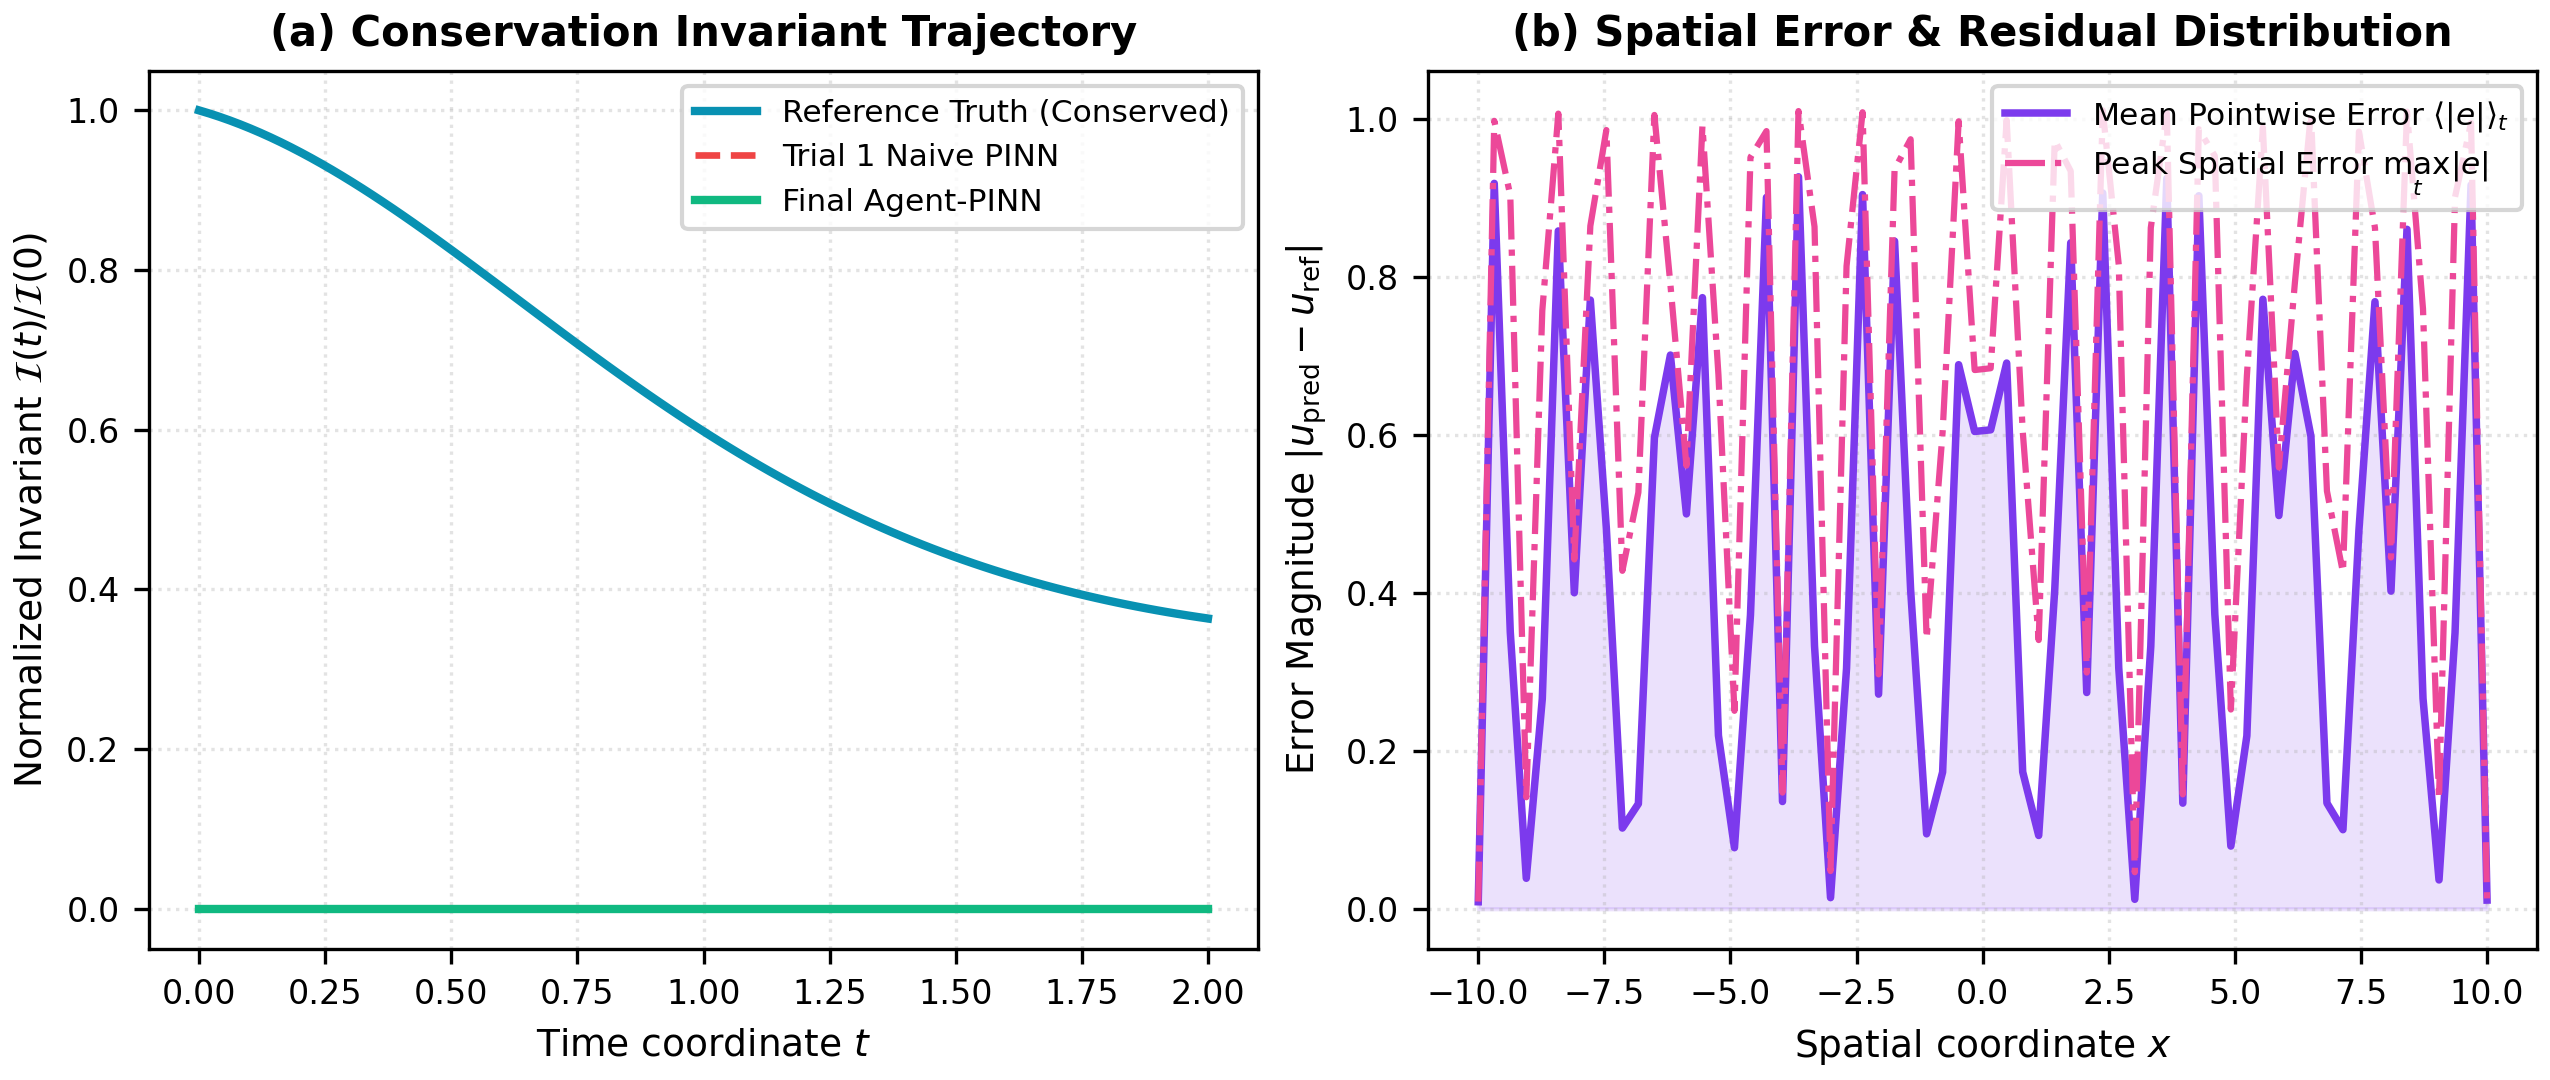 (a) Conservation Invariant Trajectory
Normalized Invariant 𝓘(t)/𝓘(0)
1.0
0.8
0.6
0.4
0.2
0.0
Reference Truth (Conserved)
Trial 1 Naive PINN
Final Agent-PINN
0.00 0.25 0.50 0.75 1.00 1.25 1.50 1.75 2.00
Time coordinate t
(b) Spatial Error & Residual Distribution
Error Magnitude |u_pred − u_ref|
1.0
0.8
0.6
0.4
0.2
0.0
Mean Pointwise Error ⟨|e|⟩_t
Peak Spatial Error max|e|
t
−10.0 −7.5 −5.0 −2.5 0.0 2.5 5.0 7.5 10.0
Spatial coordinate x